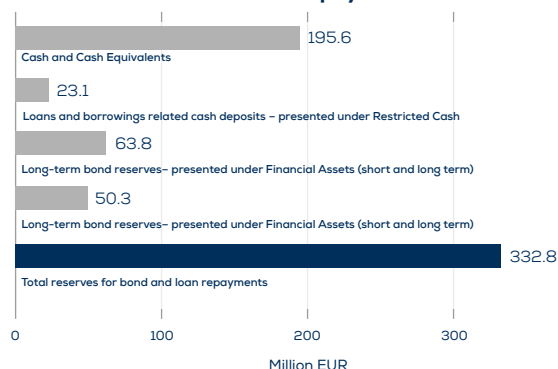 195.6
Cash and Cash Equivalents
23.1
Loans and borrowings related cash deposits – presented under Restricted Cash
63.8
Long-term bond reserves– presented under Financial Assets (short and long term)
50.3
Long-term bond reserves– presented under Financial Assets (short and long term)
332.8
Total reserves for bond and loan repayments
0 100 200 300
Million EUR